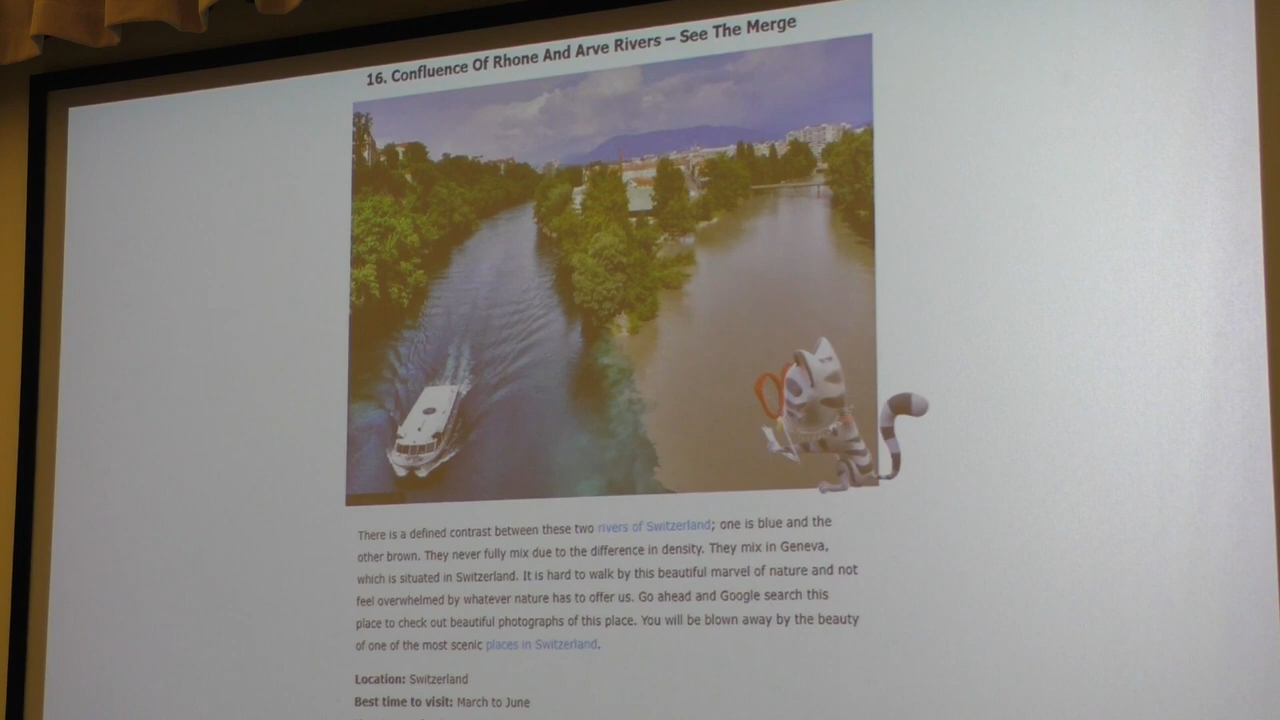 16. Confluence Of Rhone And Arve Rivers – See The Merge
There is a defined contrast between these two rivers of Switzerland; one is blue and the
other brown. They never fully mix due to the difference in density. They mix in Geneva,
which is situated in Switzerland. It is hard to walk by this beautiful marvel of nature and not
feel overwhelmed by whatever nature has to offer us. Go ahead and Google search this
place to check out beautiful photographs of this place. You will be blown away by the beauty
of one of the most scenic places in Switzerland.
Location: Switzerland
Best time to visit: March to June